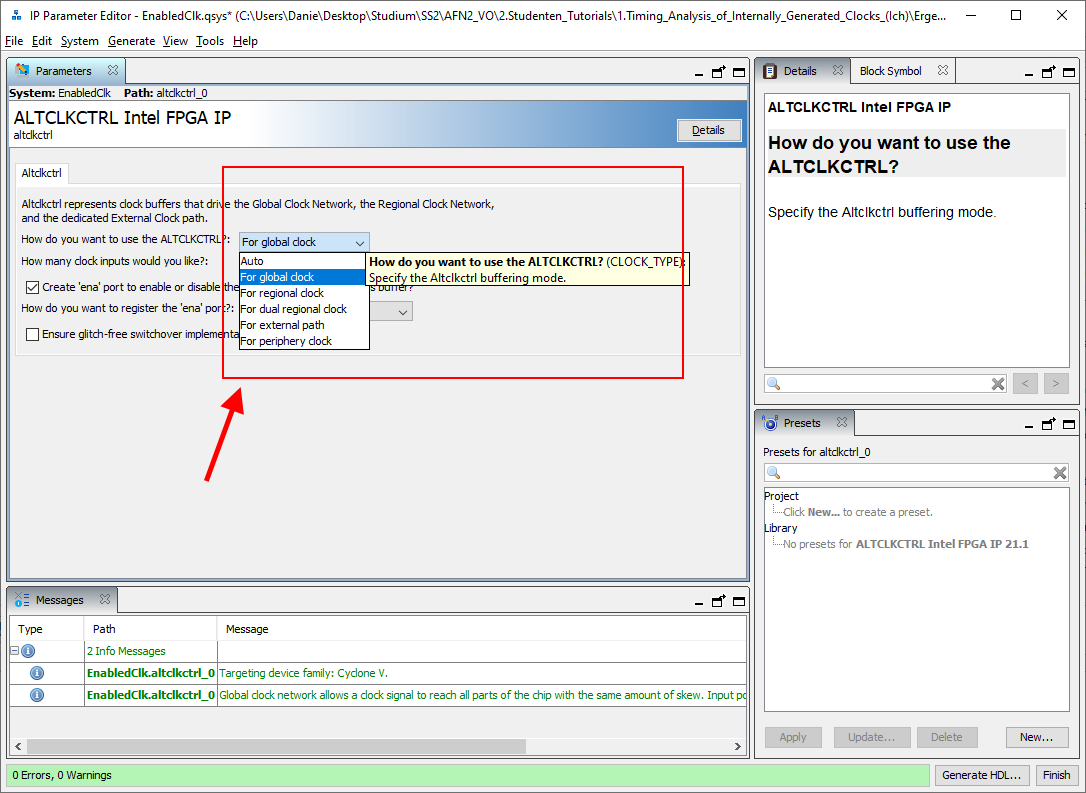 IP Parameter Editor - EnabledClk.qsys* (C:\Users\Danie\Desktop\Studium\SS2\AFN2_VO\2.Studenten_Tutorials\1.Timing_Analysis_of_Internally_Generated_Clocks_(Ich)\Erge...
File Edit System Generate View Tools Help
Parameters
System: EnabledClk Path: altclkctrl_0
ALTCLKCTRL Intel FPGA IP
altclkctrl
Details
Altclkctrl
Altclkctrl represents clock buffers that drive the Global Clock Network, the Regional Clock Network,
and the dedicated External Clock path.
How do you want to use the ALTCLKCTRL?: For global clock
How many clock inputs would you like?:
Create 'ena' port to enable or disable the
s buffer?
How do you want to register the 'ena' port?:
Ensure glitch-free switchover implementa
Auto
For global clock
For regional clock
For dual regional clock
For external path
For periphery clock
How do you want to use the ALTCLKCTRL? (CLOCK_TYPE):
Specify the Altclkctrl buffering mode.
Details Block Symbol
ALTCLKCTRL Intel FPGA IP
How do you want to use the
ALTCLKCTRL?
Specify the Altclkctrl buffering mode.
< >
Presets
Presets for altclkctrl_0
Project
Click New... to create a preset.
Library
No presets for ALTCLKCTRL Intel FPGA IP 21.1
Apply Update... Delete New...
Messages
Type Path Message
2 Info Messages
EnabledClk.altclkctrl_0 Targeting device family: Cyclone V.
EnabledClk.altclkctrl_0 Global clock network allows a clock signal to reach all parts of the chip with the same amount of skew. Input po
0 Errors, 0 Warnings
Generate HDL... Finish